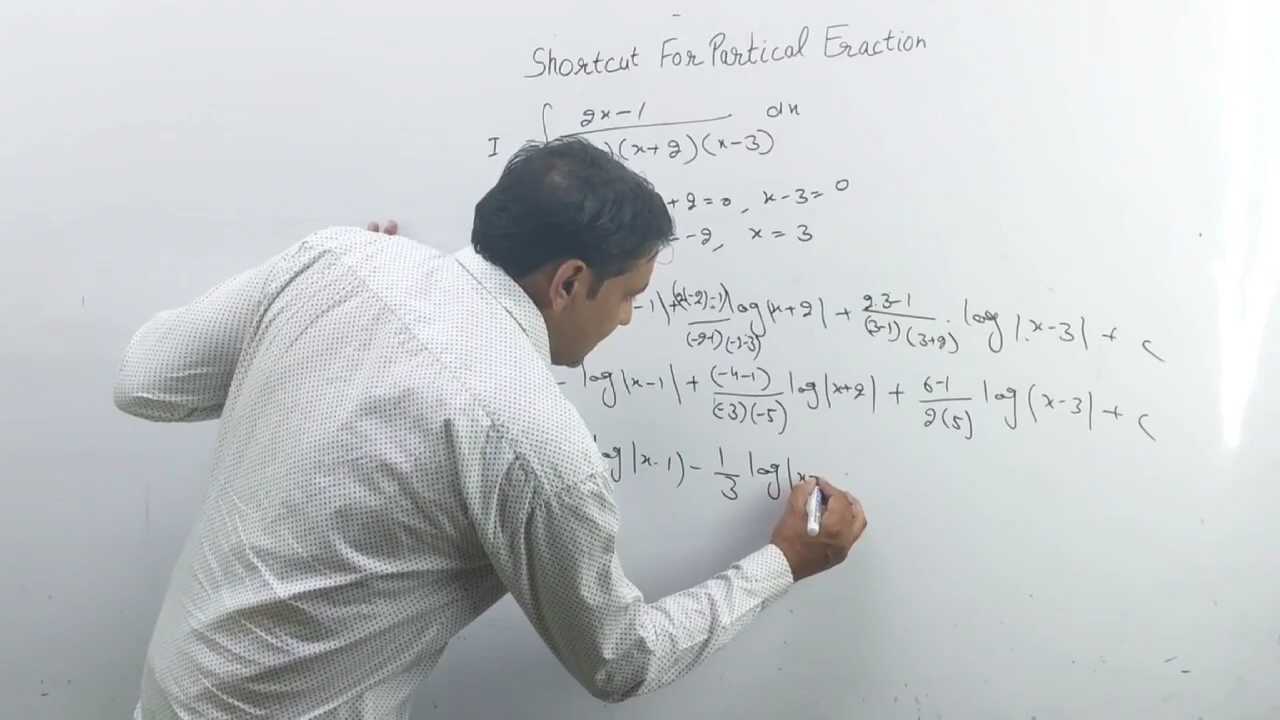 Shortcut For Partical Eraction
I ∫ 2x-1 dx
)(x+2)(x-3)
+2=0, x-3=0
=-2, x=3
-1|+(2(-2)-1)/(-2-1)(-2-3) log|x+2| + 2.3-1/(3-1)(3+2) . log|x-3| + c
- log|x-1| + (-4-1)/(-3)(-5) log|x+2| + 6-1/2(5) log(x-3| + c
log|x-1) - 1/3 log|x